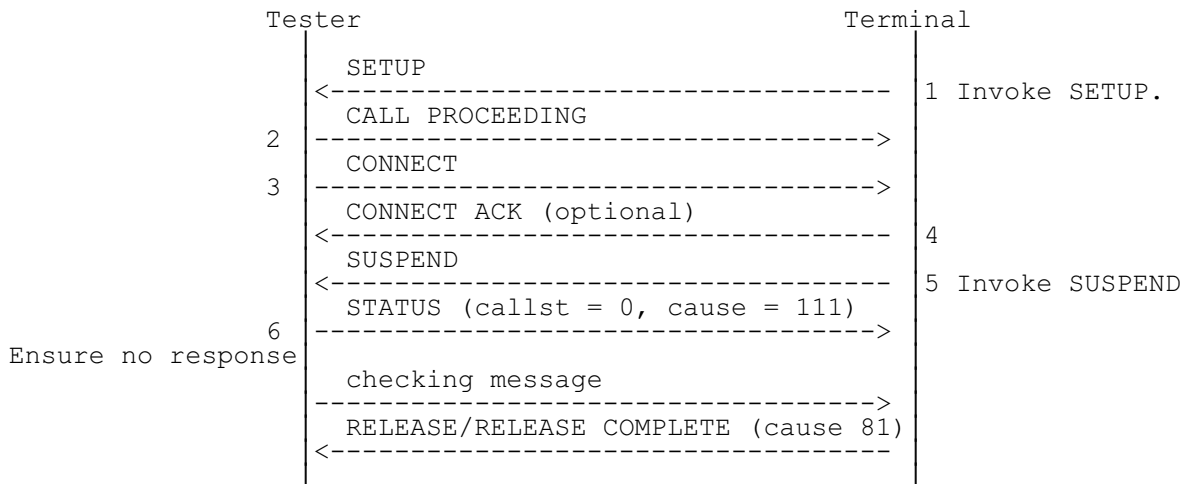 Tester Terminal
SETUP
1 Invoke SETUP.
CALL PROCEEDING
2
CONNECT
3
CONNECT ACK (optional)
4
SUSPEND
5 Invoke SUSPEND
STATUS (callst = 0, cause = 111)
6
Ensure no response
checking message
RELEASE/RELEASE COMPLETE (cause 81)